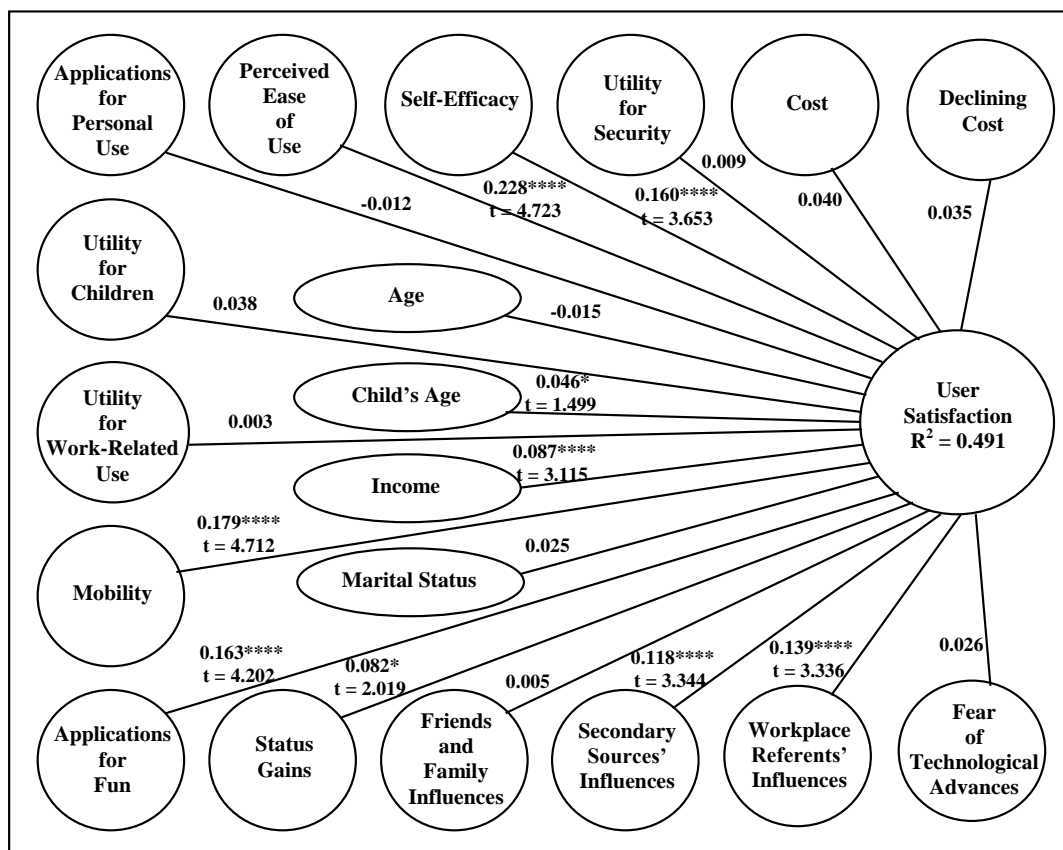 Applications
for
Personal
Use
Perceived
Ease
of
Use
Self-Efficacy
Utility
for
Security
Cost
Declining
Cost
-0.012
0.228****
t = 4.723
0.160****
t = 3.653
0.009
0.040
0.035
Utility
for
Children
0.038
Age
-0.015
Utility
for
Work-Related
Use
0.003
Child's Age
0.046*
t = 1.499
User
Satisfaction
R² = 0.491
Income
0.087****
t = 3.115
Mobility
0.179****
t = 4.712
Marital Status
0.025
Applications
for
Fun
0.163****
t = 4.202
Status
Gains
0.082*
t = 2.019
Friends
and
Family
Influences
0.005
Secondary
Sources'
Influences
0.118****
t = 3.344
Workplace
Referents'
Influences
0.139****
t = 3.336
Fear
of
Technological
Advances
0.026